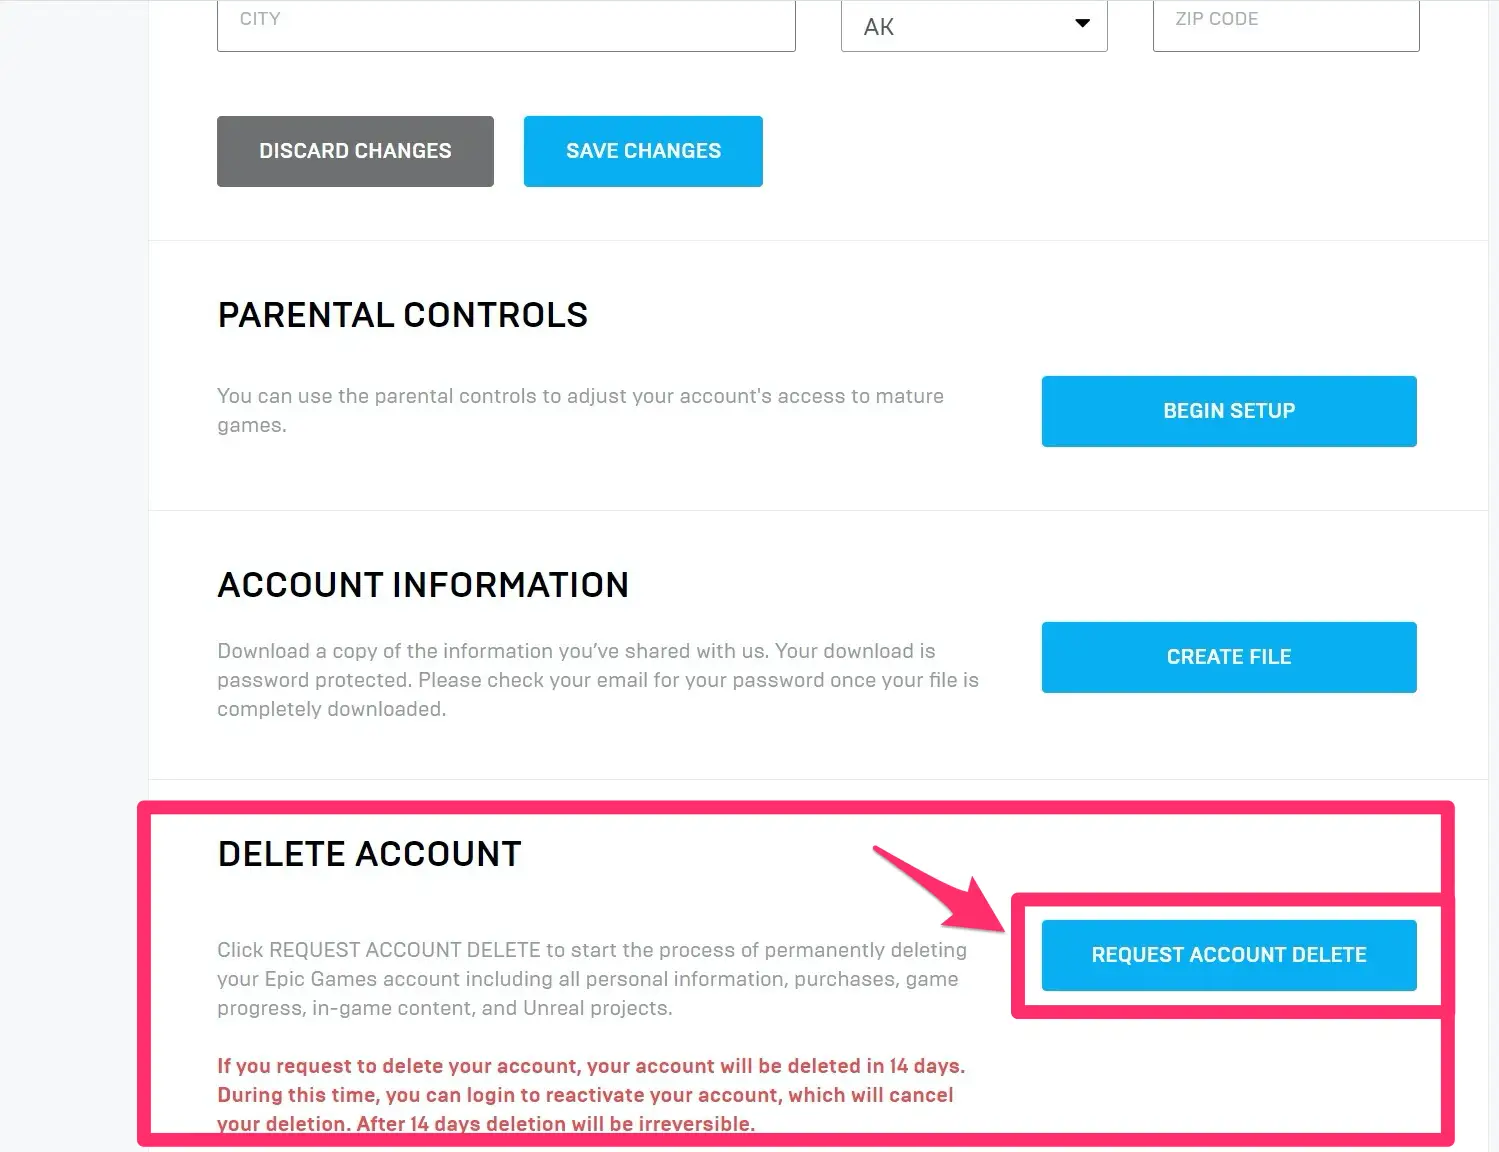 CITY
AK
ZIP CODE
DISCARD CHANGES
SAVE CHANGES
PARENTAL CONTROLS
You can use the parental controls to adjust your account's access to mature
games.
BEGIN SETUP
ACCOUNT INFORMATION
Download a copy of the information you’ve shared with us. Your download is
password protected. Please check your email for your password once your file is
completely downloaded.
CREATE FILE
DELETE ACCOUNT
Click REQUEST ACCOUNT DELETE to start the process of permanently deleting
your Epic Games account including all personal information, purchases, game
progress, in-game content, and Unreal projects.
REQUEST ACCOUNT DELETE
If you request to delete your account, your account will be deleted in 14 days.
During this time, you can login to reactivate your account, which will cancel
your deletion. After 14 days deletion will be irreversible.